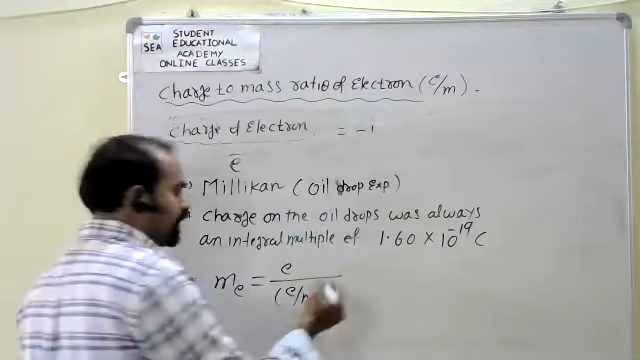 SEA
STUDENT
EDUCATIONAL
ACADEMY
ONLINE CLASSES
Charge to mass ratio of Electron (e/m).
Charge of Electron = -1
e
Millikan (Oil drop Exp)
charge on the oil drops was always
an integral multiple of 1.60 × 10⁻¹⁹ C
mₑ = e
(e/m